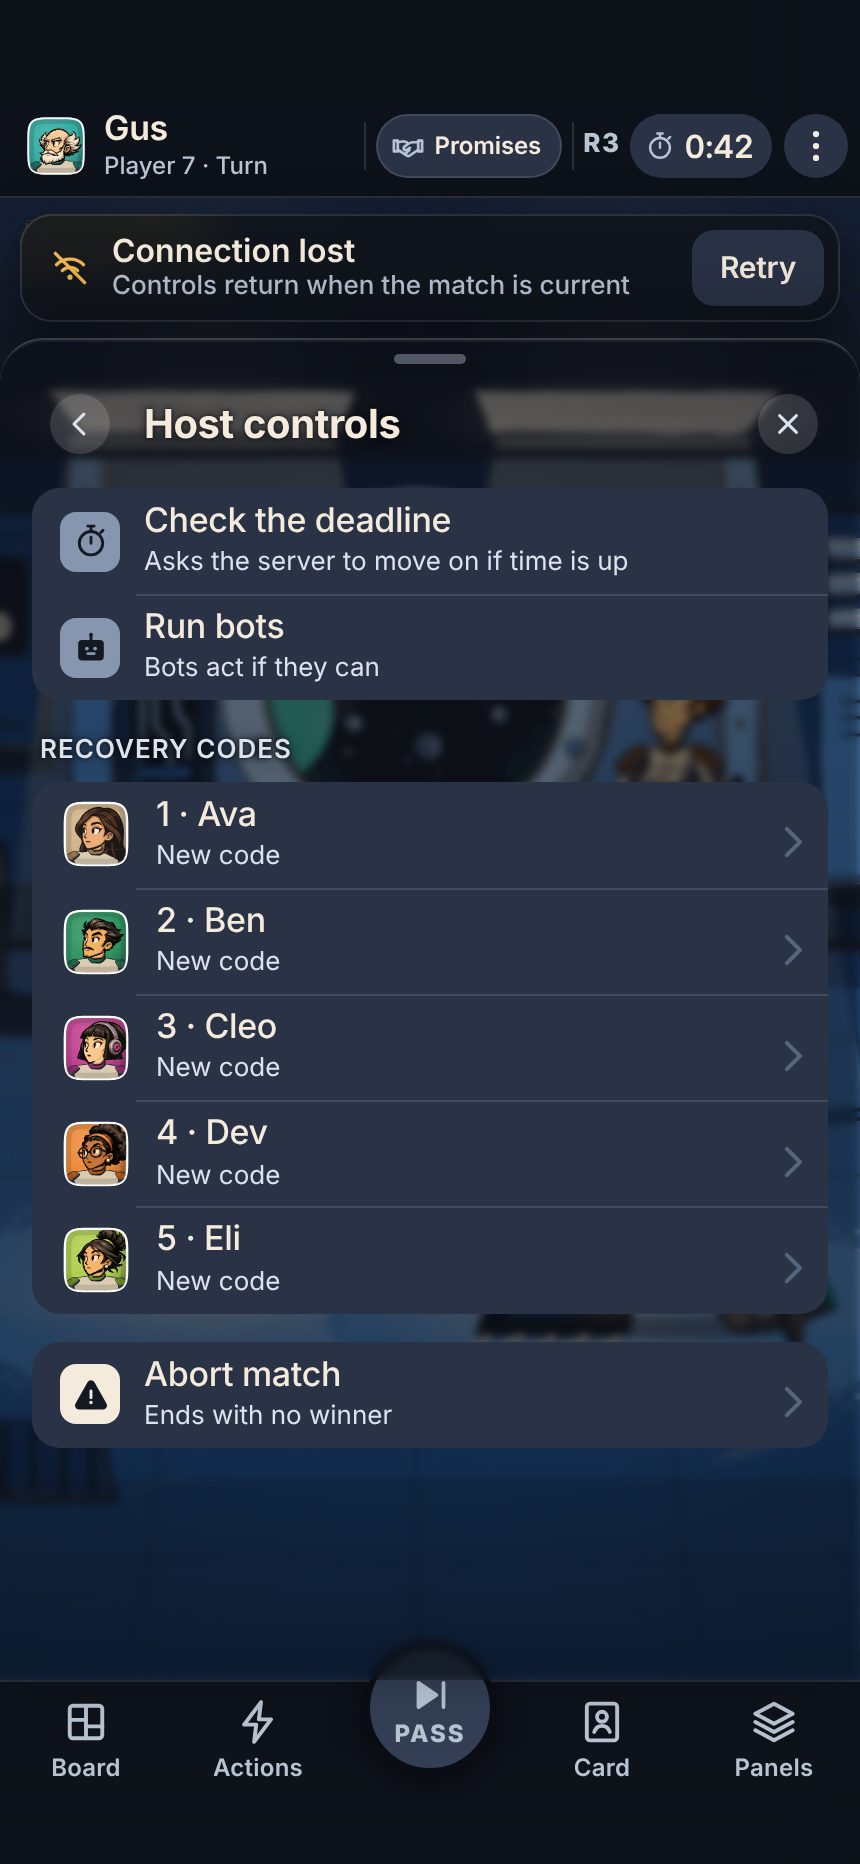 Gus
Player 7 · Turn
Promises
R3
0:42
Connection lost
Controls return when the match is current
Retry
Host controls
Check the deadline
Asks the server to move on if time is up
Run bots
Bots act if they can
RECOVERY CODES
1 · Ava
New code
2 · Ben
New code
3 · Cleo
New code
4 · Dev
New code
5 · Eli
New code
Abort match
Ends with no winner
Board
Actions
PASS
Card
Panels